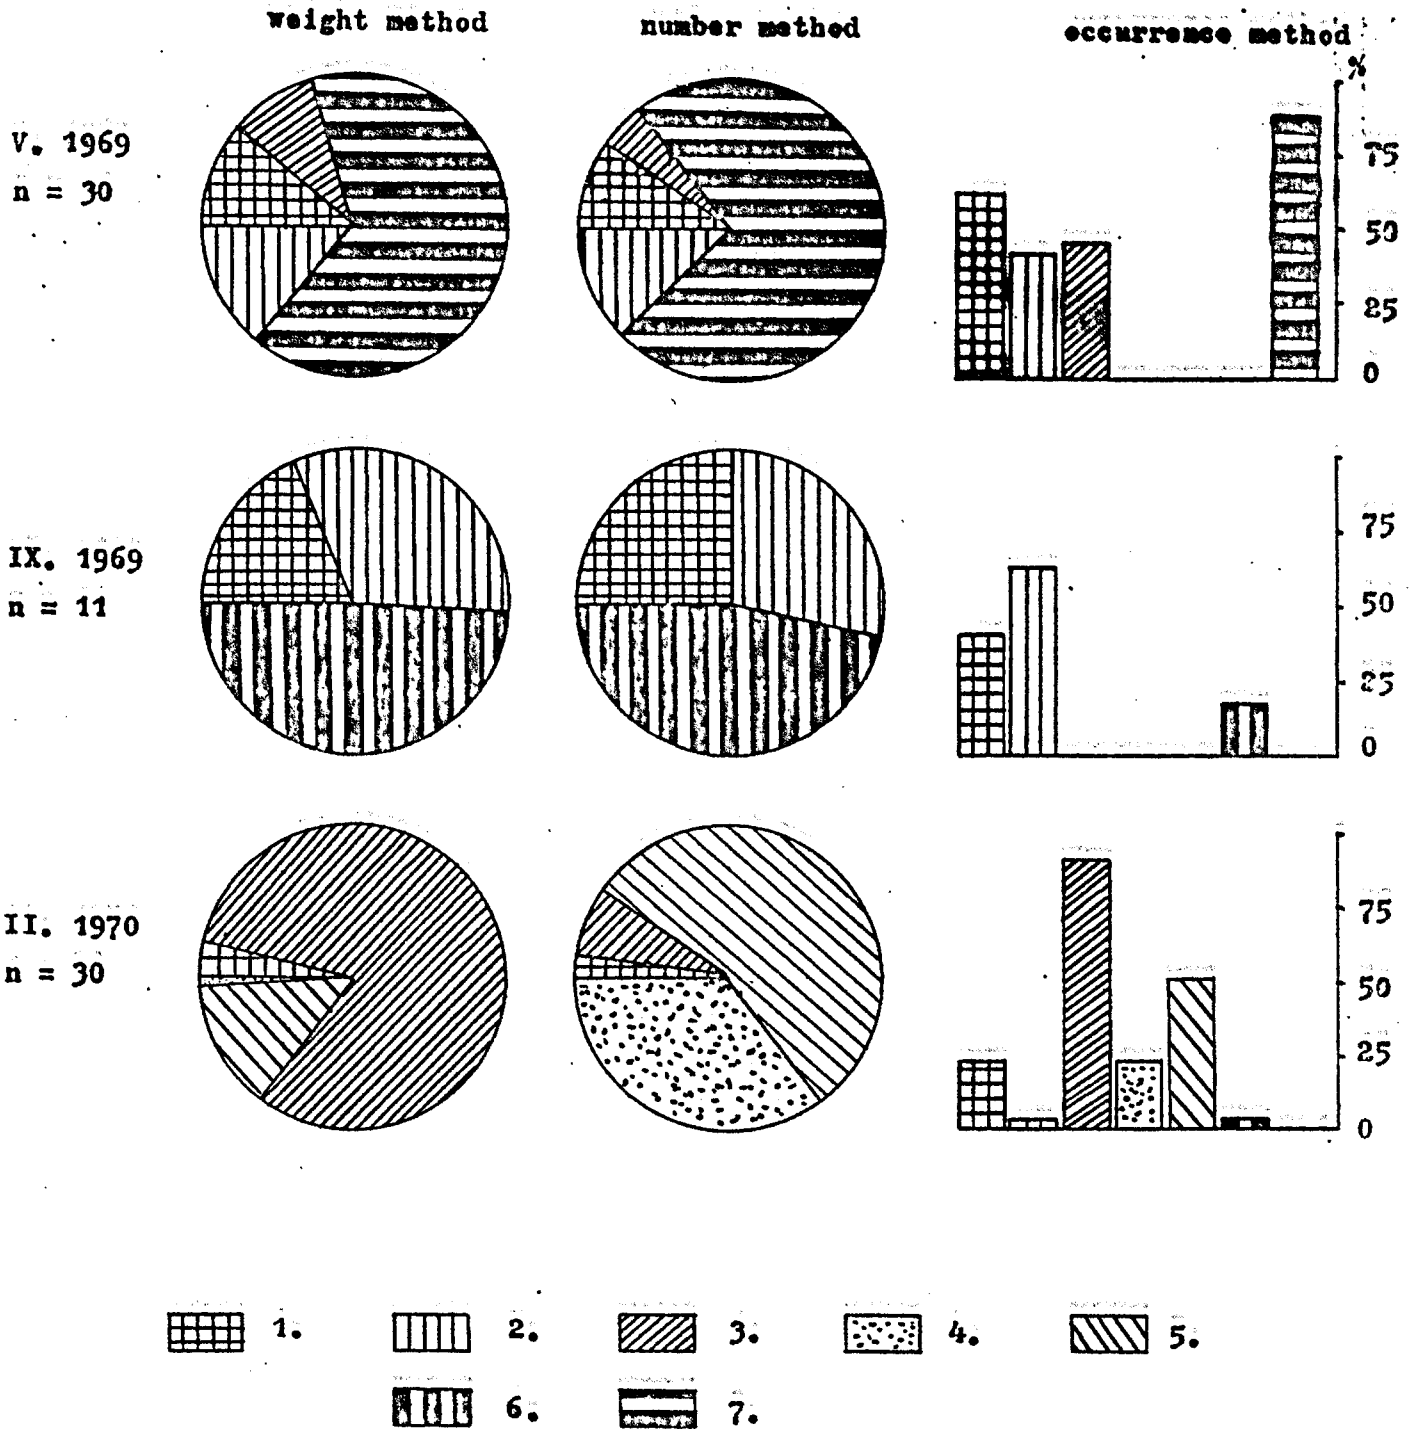 weight method number method occurrence method
%
V. 1969
n = 30
75
50
25
0
IX. 1969
n = 11
75
50
25
0
II. 1970
n = 30
75
50
25
0
1. 2. 3. 4. 5.
6. 7.